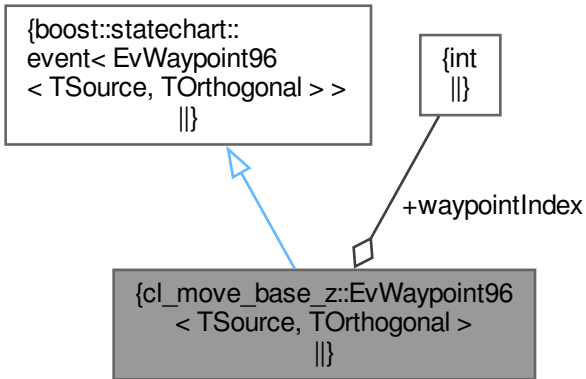 {boost::statechart::
event< EvWaypoint96
< TSource, TOrthogonal > >
||}
{int
||}
+waypointIndex
{cl_move_base_z::EvWaypoint96
< TSource, TOrthogonal >
||}